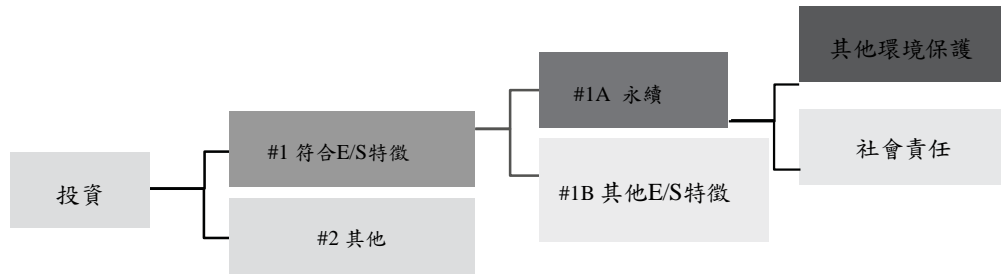 投資
#1 符合E/S特徵
#2 其他
#1A 永續
#1B 其他E/S特徵
其他環境保護
社會責任